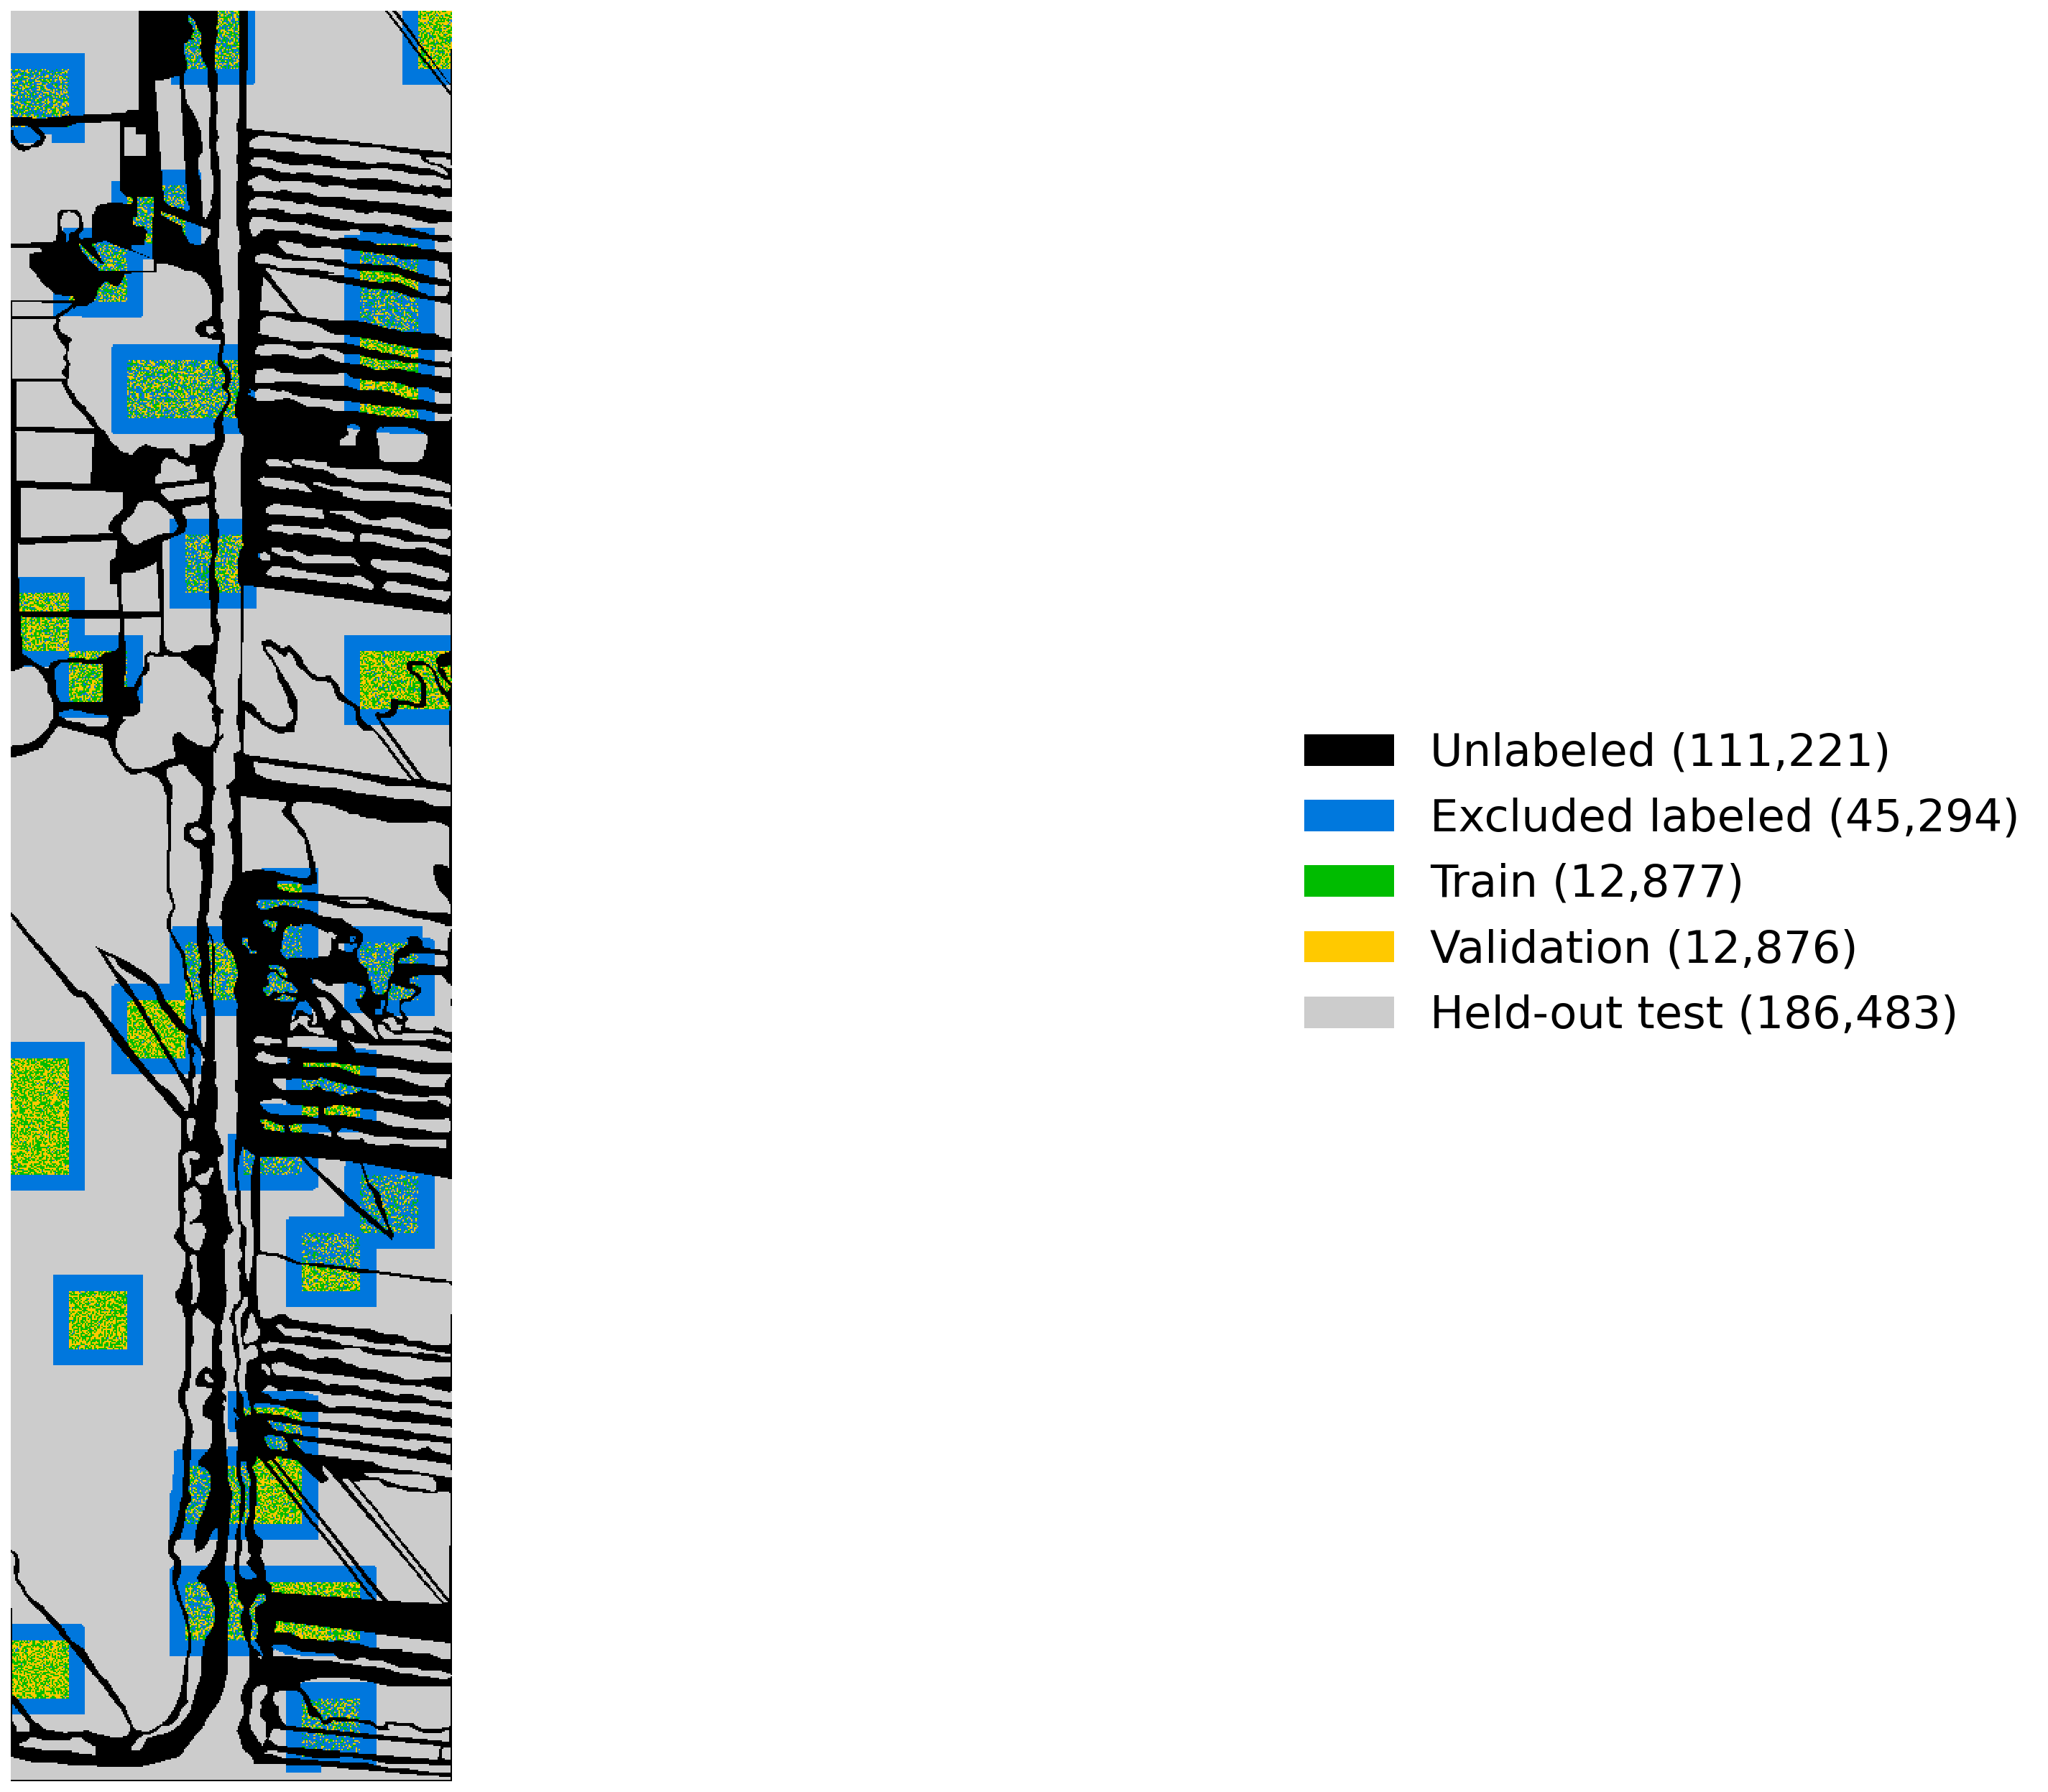 Unlabeled (111,221)
Excluded labeled (45,294)
Train (12,877)
Validation (12,876)
Held-out test (186,483)